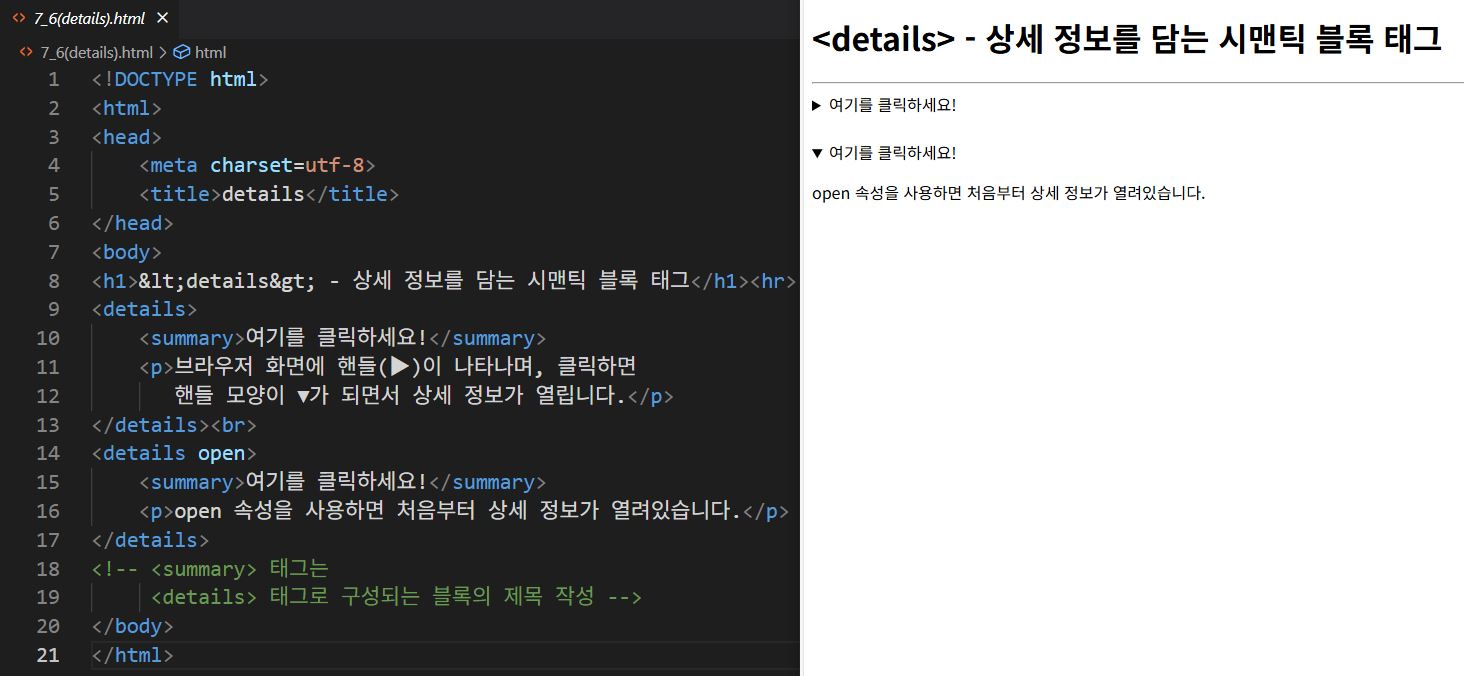 7_6(details).html ×
7_6(details).html > html
1 <!DOCTYPE html>
2 <html>
3 <head>
4 <meta charset=utf-8>
5 <title>details</title>
6 </head>
7 <body>
8 <h1>&lt;details&gt; - 상세 정보를 담는 시맨틱 블록 태그</h1><hr>
9 <details>
10 <summary>여기를 클릭하세요!</summary>
11 <p>브라우저 화면에 핸들(▶)이 나타나며, 클릭하면
12 핸들 모양이 ▼가 되면서 상세 정보가 열립니다.</p>
13 </details><br>
14 <details open>
15 <summary>여기를 클릭하세요!</summary>
16 <p>open 속성을 사용하면 처음부터 상세 정보가 열려있습니다.</p>
17 </details>
18 <!-- <summary> 태그는
19 <details> 태그로 구성되는 블록의 제목 작성 -->
20 </body>
21 </html>
<details> - 상세 정보를 담는 시맨틱 블록 태그
▶ 여기를 클릭하세요!
▼ 여기를 클릭하세요!
open 속성을 사용하면 처음부터 상세 정보가 열려있습니다.